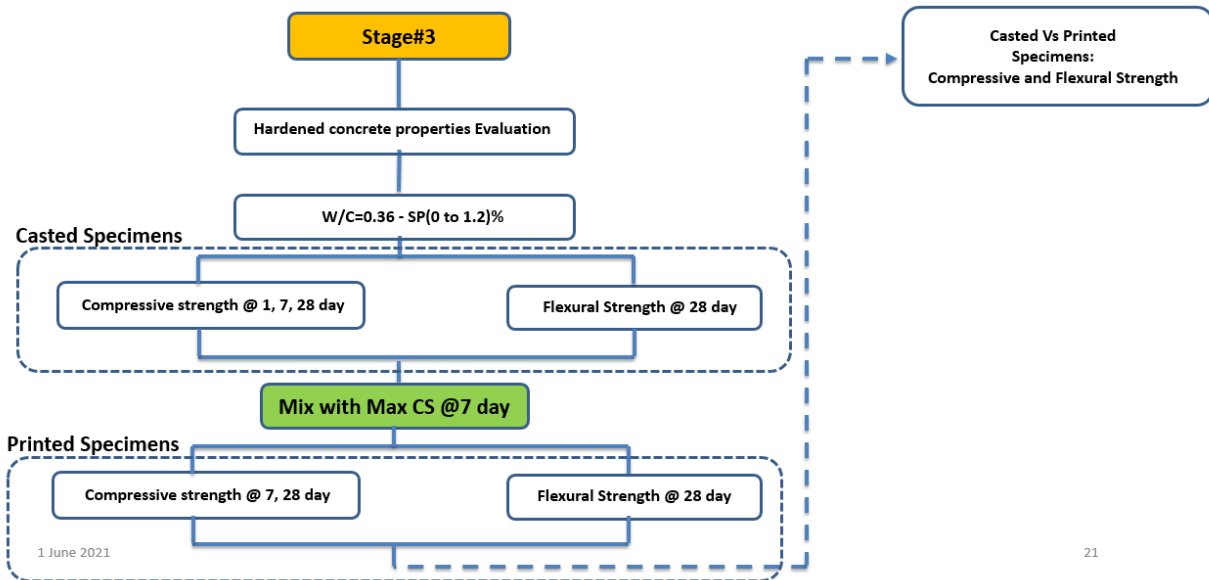 Stage#3
Casted Vs Printed
Specimens:
Compressive and Flexural Strength
Hardened concrete properties Evaluation
W/C=0.36 - SP(0 to 1.2)%
Casted Specimens
Compressive strength @ 1, 7, 28 day
Flexural Strength @ 28 day
Mix with Max CS @7 day
Printed Specimens
Compressive strength @ 7, 28 day
Flexural Strength @ 28 day
1 June 2021
21